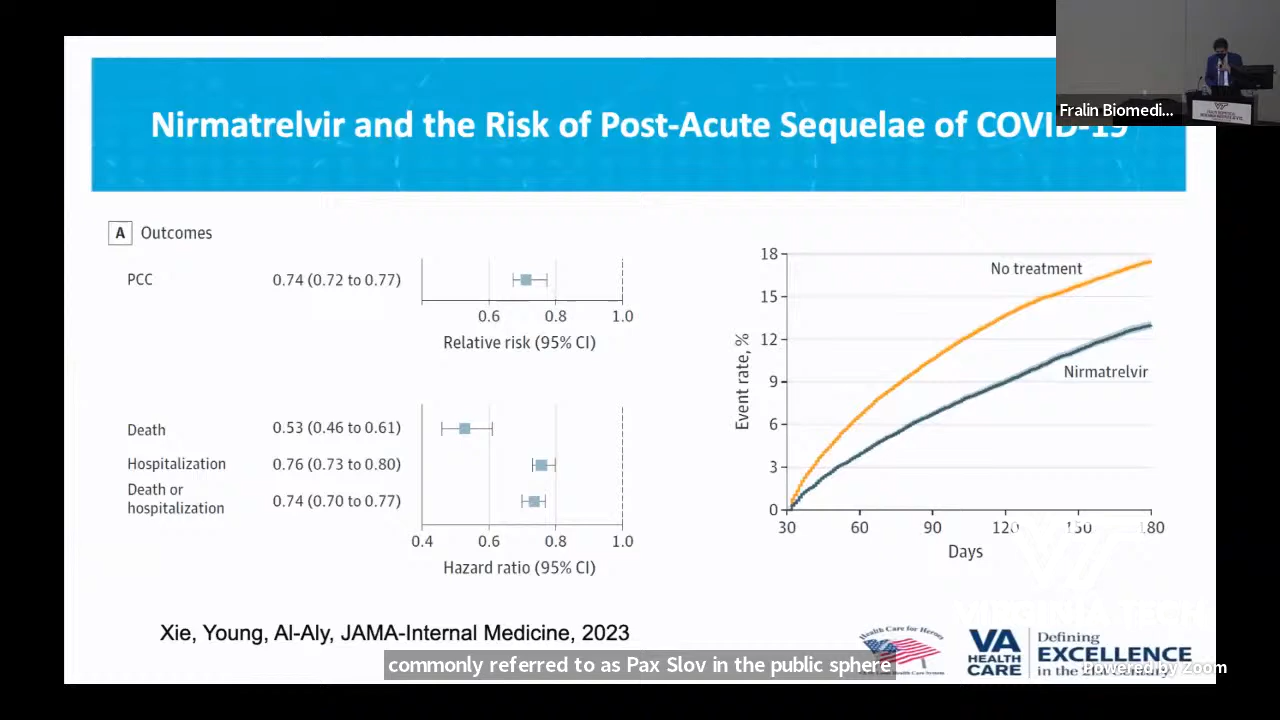 Nirmatrelvir and the Risk of Post-Acute Sequelae of COVID-19
Fralin Biomedi...
A Outcomes
PCC 0.74 (0.72 to 0.77)
0.6 0.8 1.0
Relative risk (95% CI)
Death 0.53 (0.46 to 0.61)
Hospitalization 0.76 (0.73 to 0.80)
Death or
hospitalization 0.74 (0.70 to 0.77)
0.4 0.6 0.8 1.0
Hazard ratio (95% CI)
18
15
12
9
6
3
0
Event rate, %
No treatment
Nirmatrelvir
30 60 90 120 150 180
Days
Xie, Young, Al-Aly, JAMA-Internal Medicine, 2023
commonly referred to as Pax Slov in the public sphere
Health Care for Heroes
VA
HEALTH
CARE
Defining
EXCELLENCE
in the 21st Century
VIRGINIA TECH
Powered by Zoom